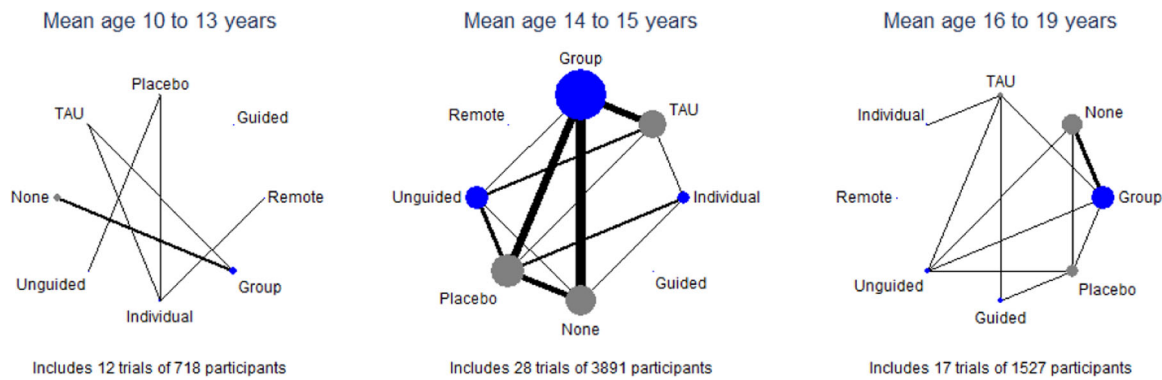 Mean age 10 to 13 years
Placebo
TAU
Guided
None
Remote
Unguided
Group
Individual
Includes 12 trials of 718 participants
Mean age 14 to 15 years
Group
Remote
TAU
Unguided
Individual
Placebo
Guided
None
Includes 28 trials of 3891 participants
Mean age 16 to 19 years
TAU
Individual
None
Remote
Group
Unguided
Placebo
Guided
Includes 17 trials of 1527 participants